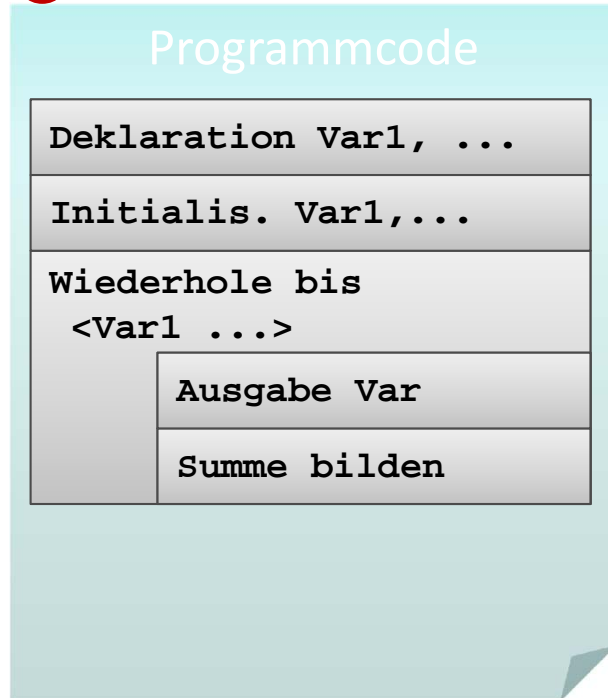 Programmcode
Deklaration Var1, ...
Initialis. Var1,...
Wiederhole bis
<Var1 ...>
Ausgabe Var
Summe bilden